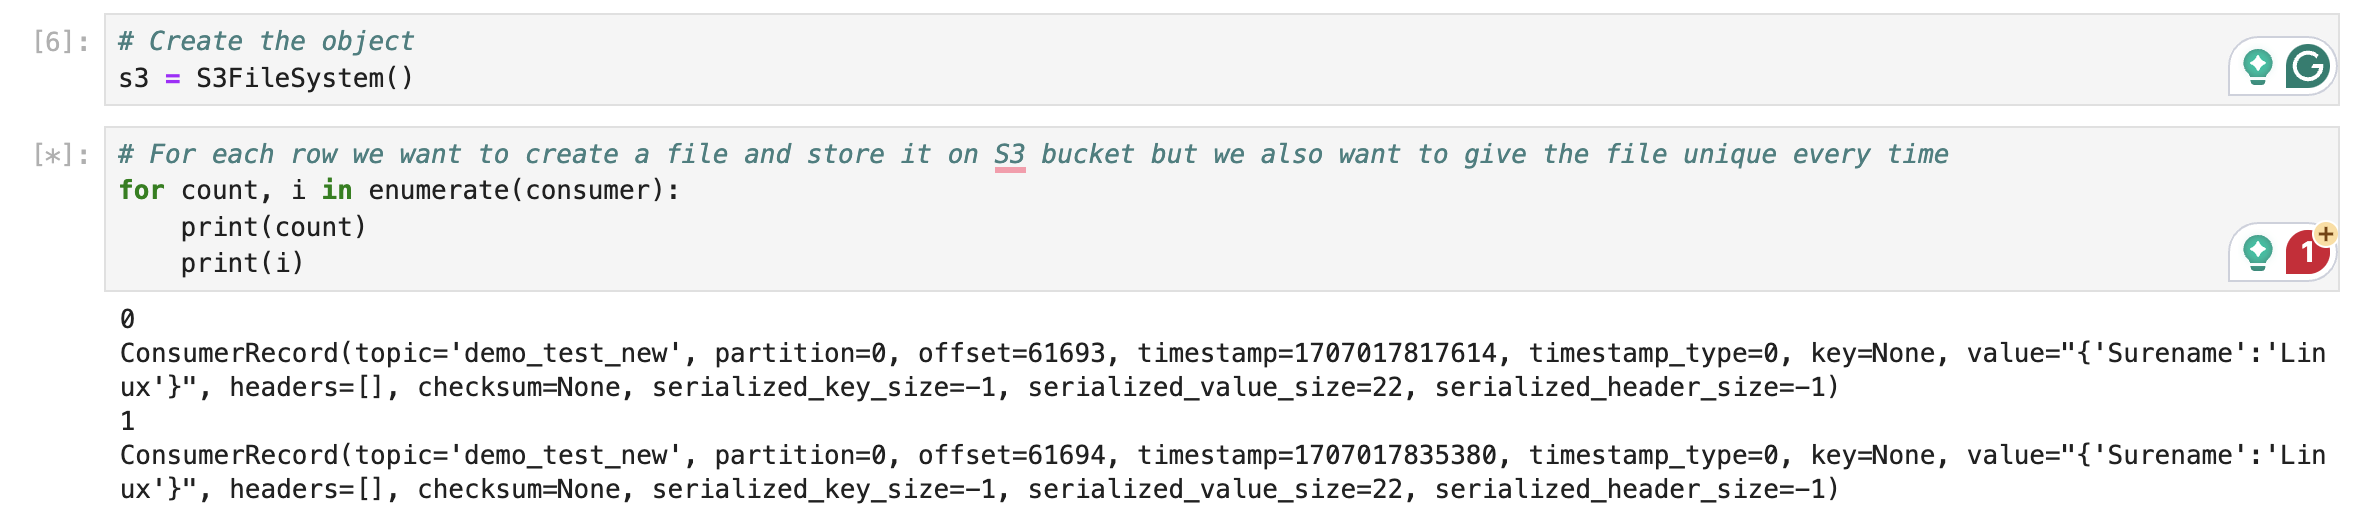 [6]:
# Create the object
s3 = S3FileSystem()
[*]:
# For each row we want to create a file and store it on S3 bucket but we also want to give the file unique every time
for count, i in enumerate(consumer):
    print(count)
    print(i)
1
+
0
ConsumerRecord(topic='demo_test_new', partition=0, offset=61693, timestamp=1707017817614, timestamp_type=0, key=None, value="{'Surename':'Lin
ux'}", headers=[], checksum=None, serialized_key_size=-1, serialized_value_size=22, serialized_header_size=-1)
1
ConsumerRecord(topic='demo_test_new', partition=0, offset=61694, timestamp=1707017835380, timestamp_type=0, key=None, value="{'Surename':'Lin
ux'}", headers=[], checksum=None, serialized_key_size=-1, serialized_value_size=22, serialized_header_size=-1)